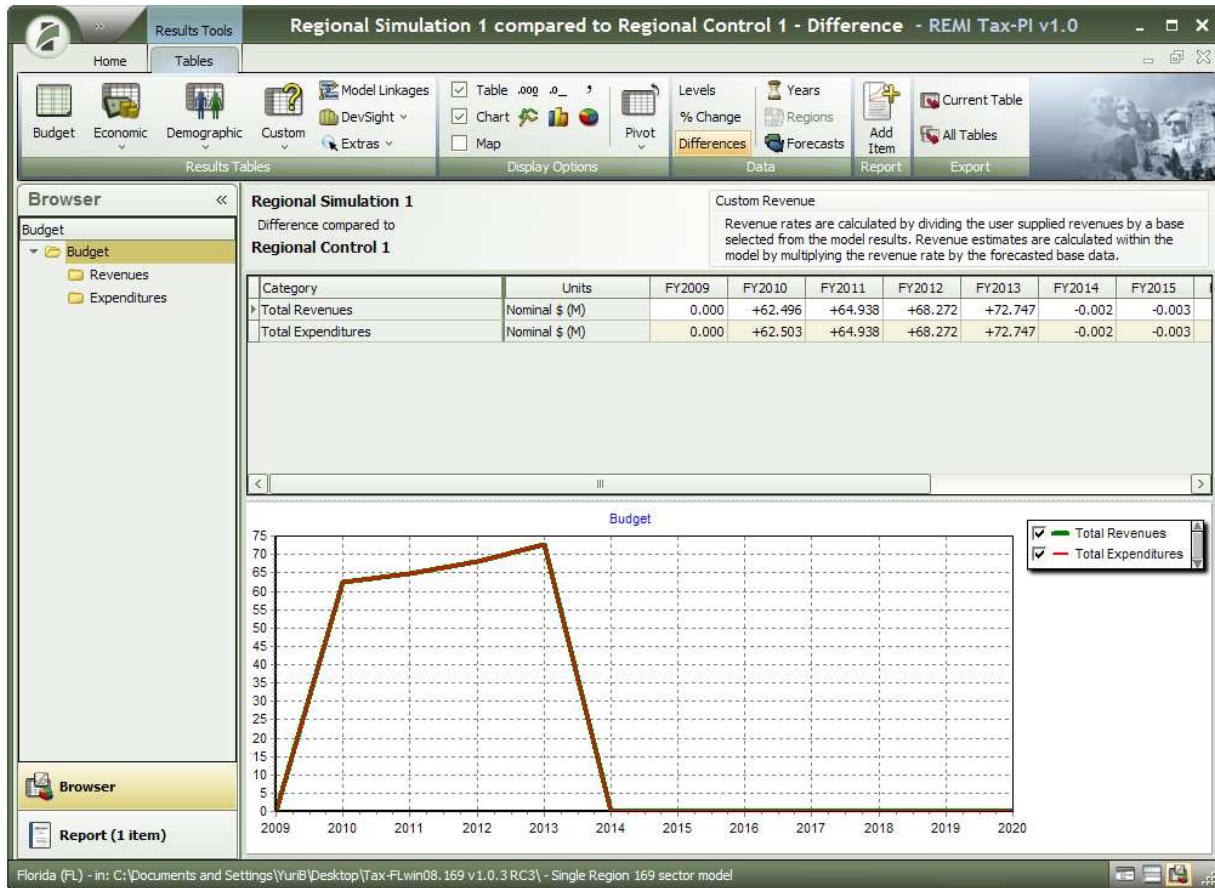 Regional Simulation 1 compared to Regional Control 1 - Difference - REMI Tax-PI v1.0
Results Tools
Home Tables
Budget Economic Demographic Custom
Model Linkages
DevSight
Extras
Results Tables
Table .000 .0_ ,
Chart
Map
Pivot
Display Options
Levels
% Change
Differences
Years
Regions
Forecasts
Data
Add
Item
Report
Current Table
All Tables
Export
Browser «
Budget
Budget
Revenues
Expenditures
Browser
Report (1 item)
Regional Simulation 1
Difference compared to
Regional Control 1
Custom Revenue
Revenue rates are calculated by dividing the user supplied revenues by a base
selected from the model results. Revenue estimates are calculated within the
model by multiplying the revenue rate by the forecasted base data.
Category Units FY2009 FY2010 FY2011 FY2012 FY2013 FY2014 FY2015
Total Revenues Nominal $ (M) 0.000 +62.496 +64.938 +68.272 +72.747 -0.002 -0.003
Total Expenditures Nominal $ (M) 0.000 +62.503 +64.938 +68.272 +72.747 -0.002 -0.003
Budget
75
70
65
60
55
50
45
40
35
30
25
20
15
10
5
0
2009 2010 2011 2012 2013 2014 2015 2016 2017 2018 2019 2020
Total Revenues
Total Expenditures
Florida (FL) - in: C:\Documents and Settings\YuriB\Desktop\Tax-FLwin08.169 v1.0.3 RC3\ - Single Region 169 sector model